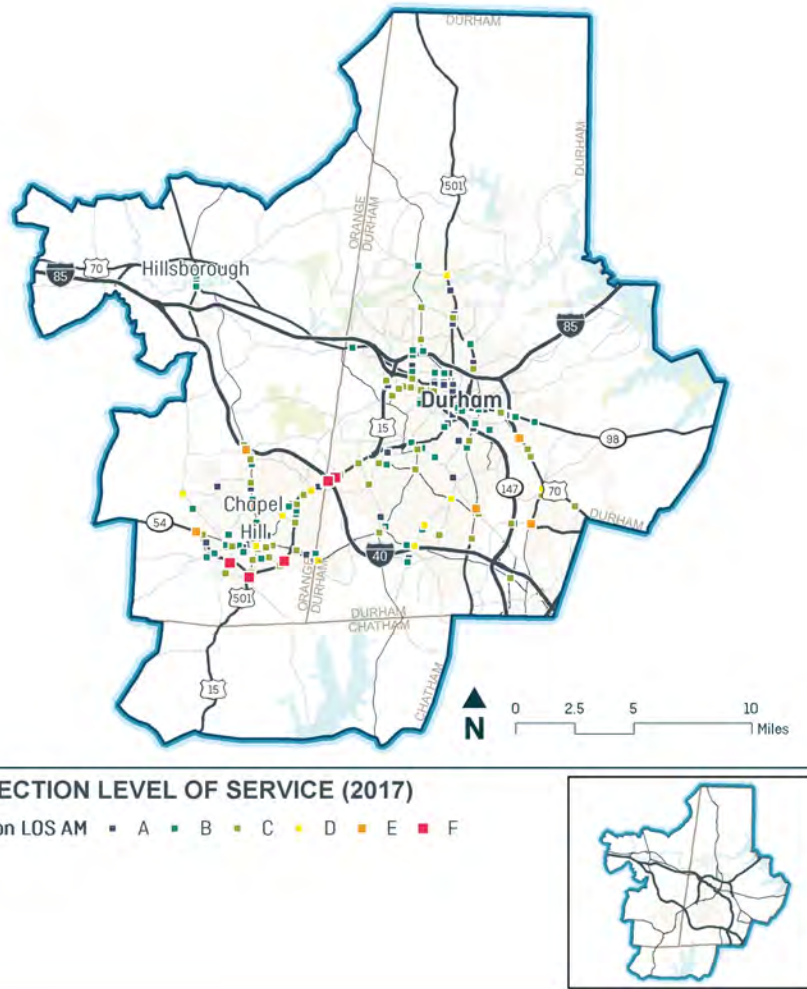 DURHAM
DURHAM
501
ORANGE
DURHAM
70
Hillsborough
85
85
Durham
15
98
147
70
Chapel
Hill
54
DURHAM
40
501
ORANGE
DURHAM
DURHAM
CHATHAM
15
CHATHAM
N
0 2.5 5 10
Miles
ECTION LEVEL OF SERVICE (2017)
on LOS AM A B C D E F